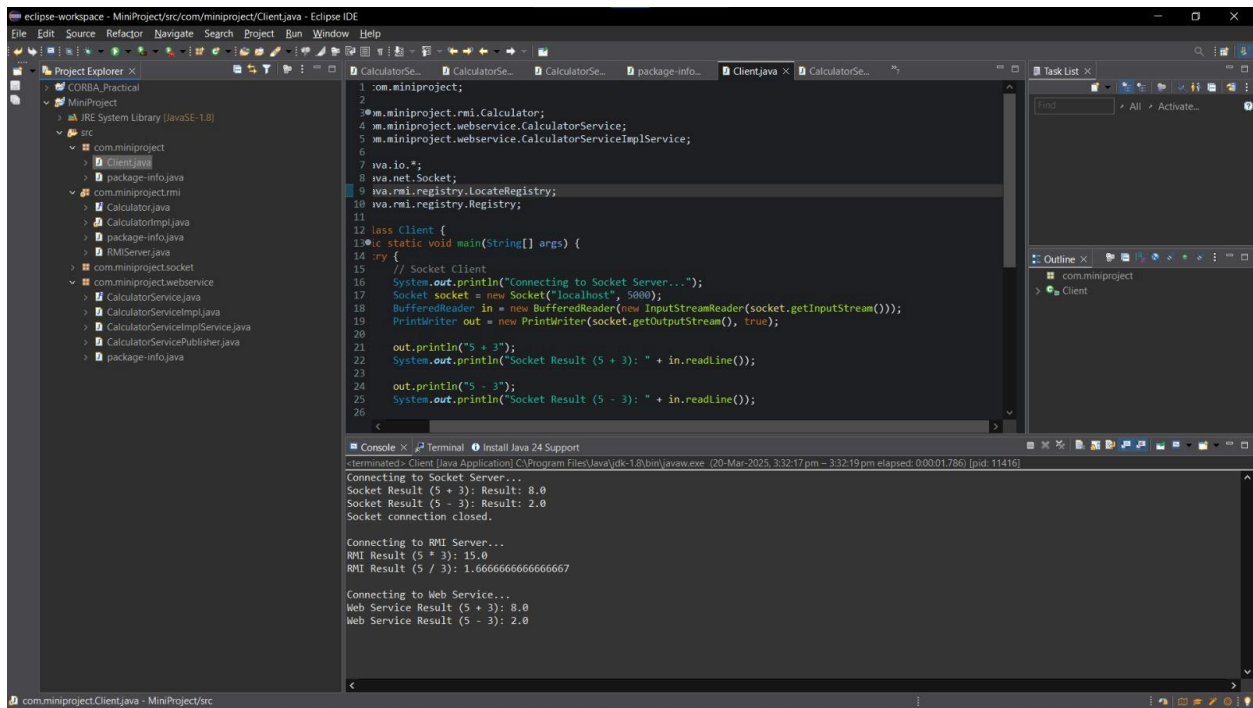 eclipse-workspace - MiniProject/src/com/miniproject/Client.java - Eclipse IDE
File Edit Source Refactor Navigate Search Project Run Window Help
Project Explorer
CORBA_Practical
MiniProject
JRE System Library [JavaSE-1.8]
src
com.miniproject
Client.java
package-info.java
com.miniproject.rmi
Calculator.java
CalculatorImpl.java
package-info.java
RMIServer.java
com.miniproject.socket
com.miniproject.webservice
CalculatorService.java
CalculatorServiceImpl.java
CalculatorServiceImplService.java
CalculatorServicePublisher.java
package-info.java
CalculatorSe... CalculatorSe... CalculatorSe... package-info... Client.java CalculatorSe...
1 :om.miniproject;
2
3 om.miniproject.rmi.Calculator;
4 om.miniproject.webservice.CalculatorService;
5 om.miniproject.webservice.CalculatorServiceImplService;
6
7 ava.io.*;
8 ava.net.Socket;
9 ava.rmi.registry.LocateRegistry;
10 ava.rmi.registry.Registry;
11
12 lass Client {
13 ic static void main(String[] args) {
14 ry {
15 // Socket Client
16 System.out.println("Connecting to Socket Server...");
17 Socket socket = new Socket("localhost", 5000);
18 BufferedReader in = new BufferedReader(new InputStreamReader(socket.getInputStream()));
19 PrintWriter out = new PrintWriter(socket.getOutputStream(), true);
20
21 out.println("5 + 3");
22 System.out.println("Socket Result (5 + 3): " + in.readLine());
23
24 out.println("5 - 3");
25 System.out.println("Socket Result (5 - 3): " + in.readLine());
26
Task List
Find All Activate...
Outline
com.miniproject
Client
Console Terminal Install Java 24 Support
<terminated> Client [Java Application] C:\Program Files\Java\jdk-1.8\bin\javaw.exe (20-Mar-2025, 3:32:17 pm – 3:32:19 pm elapsed: 0:00:01.786) [pid: 11416]
Connecting to Socket Server...
Socket Result (5 + 3): Result: 8.0
Socket Result (5 - 3): Result: 2.0
Socket connection closed.
Connecting to RMI Server...
RMI Result (5 * 3): 15.0
RMI Result (5 / 3): 1.6666666666666667
Connecting to Web Service...
Web Service Result (5 + 3): 8.0
Web Service Result (5 - 3): 2.0
com.miniproject.Client.java - MiniProject/src